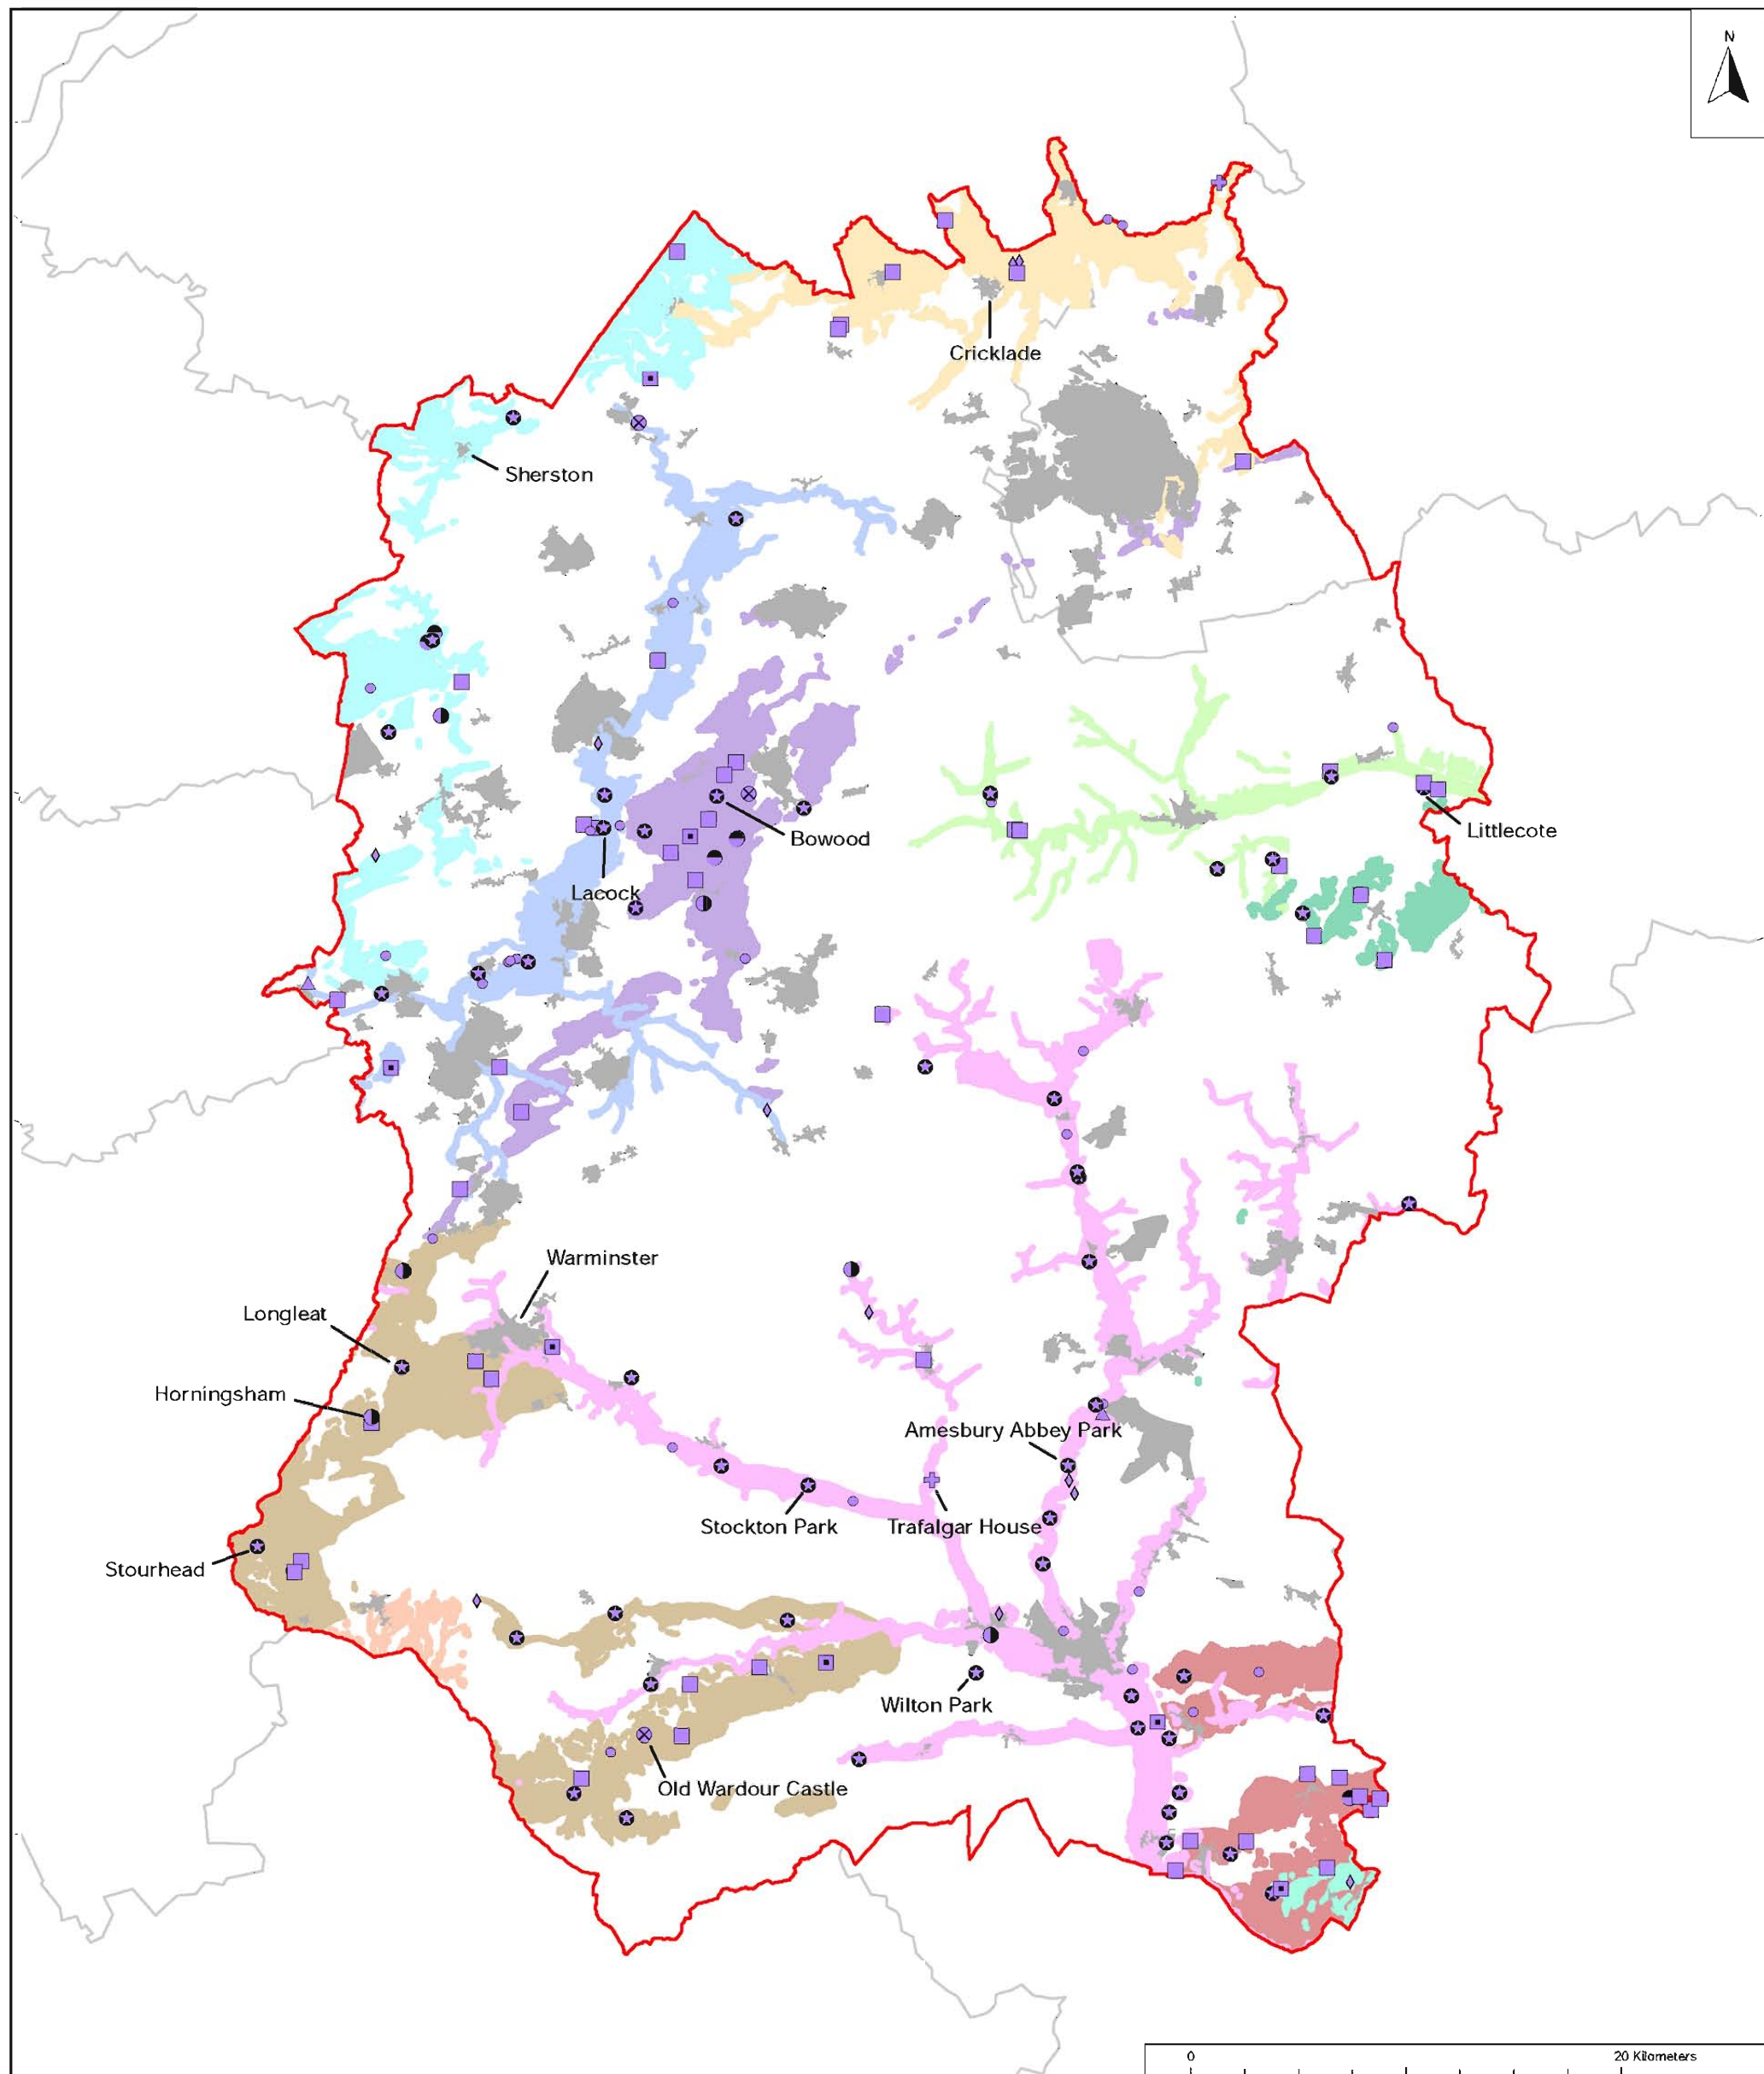 N
Cricklade
Sherston
Bowood
Littlecote
Lacock
Warminster
Longleat
Horningsham
Amesbury Abbey Park
Stockton Park
Trafalgar House
Stourhead
Wilton Park
Old Wardour Castle
0
20 Kilometers